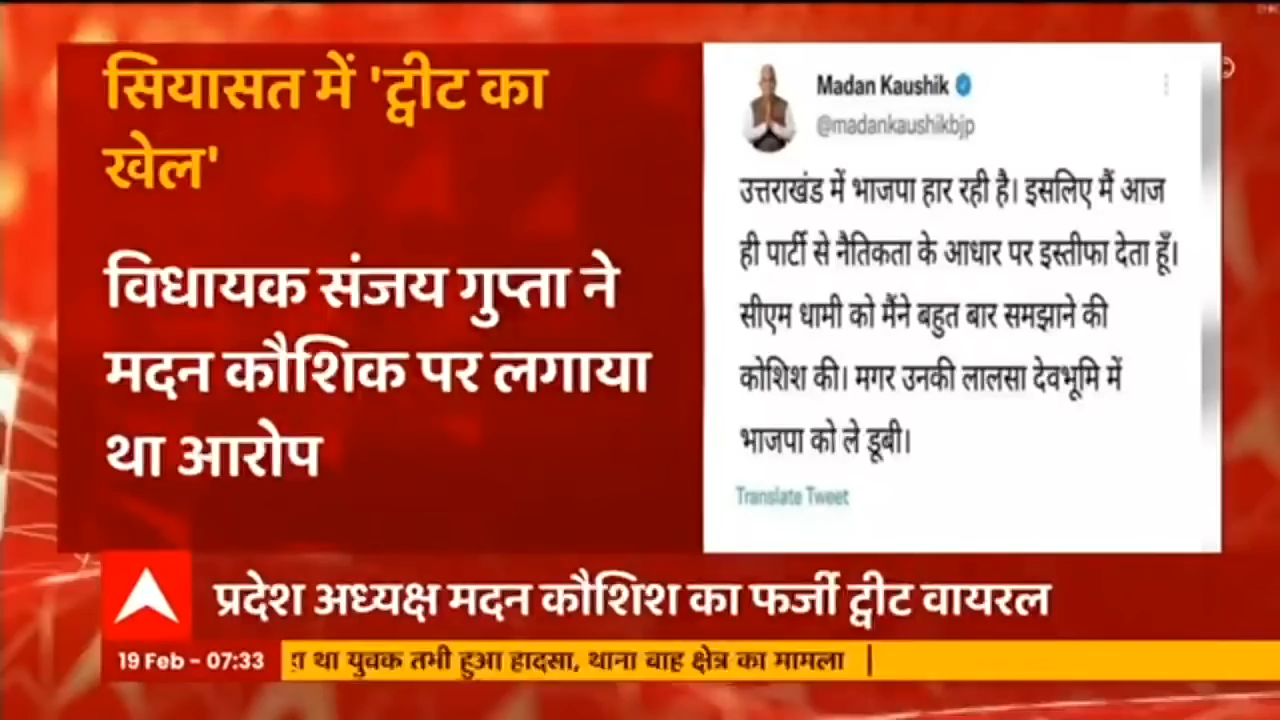 सियासत में 'ट्वीट का
खेल'
विधायक संजय गुप्ता ने
मदन कौशिक पर लगाया
था आरोप
Madan Kaushik
@madankaushikbjp
उत्तराखंड में भाजपा हार रही है। इसलिए मैं आज
ही पार्टी से नैतिकता के आधार पर इस्तीफा देता हूँ।
सीएम धामी को मैंने बहुत बार समझाने की
कोशिश की। मगर उनकी लालसा देवभूमि में
भाजपा को ले डूबी।
Translate Tweet
प्रदेश अध्यक्ष मदन कौशिश का फर्जी ट्वीट वायरल
19 Feb - 07:33
था युवक तभी हुआ हादसा, थाना बाह क्षेत्र का मामला